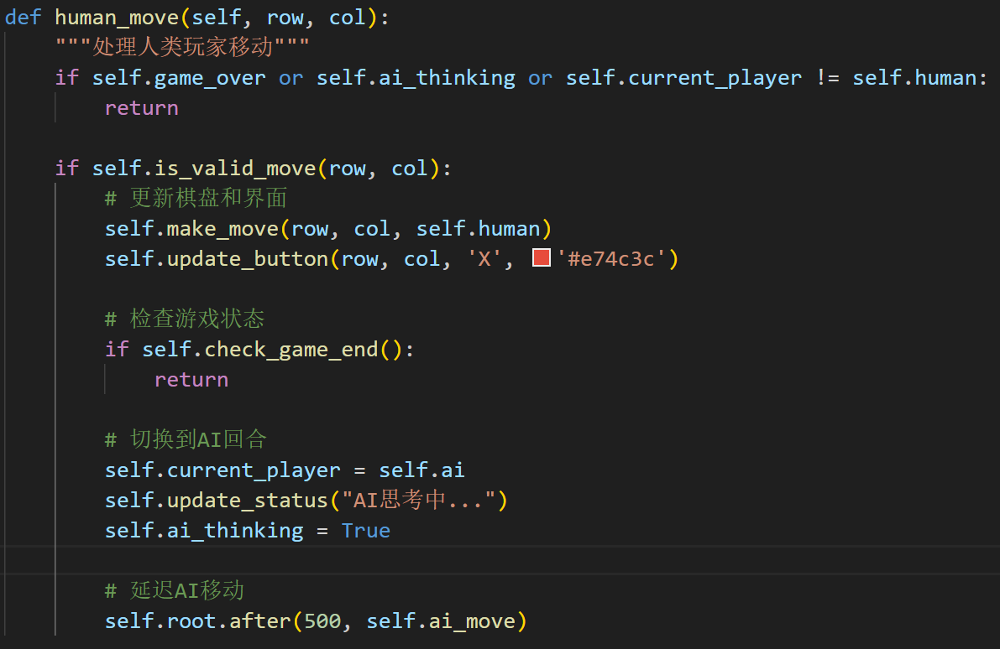 def human_move(self, row, col):
    """处理人类玩家移动"""
    if self.game_over or self.ai_thinking or self.current_player != self.human:
        return

    if self.is_valid_move(row, col):
        # 更新棋盘和界面
        self.make_move(row, col, self.human)
        self.update_button(row, col, 'X', '#e74c3c')

        # 检查游戏状态
        if self.check_game_end():
            return

        # 切换到AI回合
        self.current_player = self.ai
        self.update_status("AI思考中...")
        self.ai_thinking = True

        # 延迟AI移动
        self.root.after(500, self.ai_move)